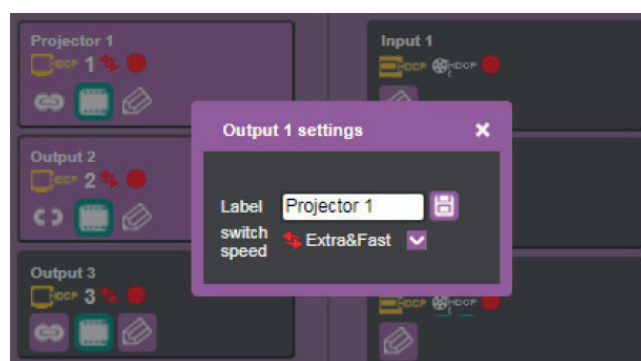 Projector 1
HDCP 1
Input 1
HDCP HDCP
Output 1 settings
Output 2
HDCP 2
Label Projector 1
switch speed Extra&Fast
Output 3
HDCP 3
HDCP HDCP